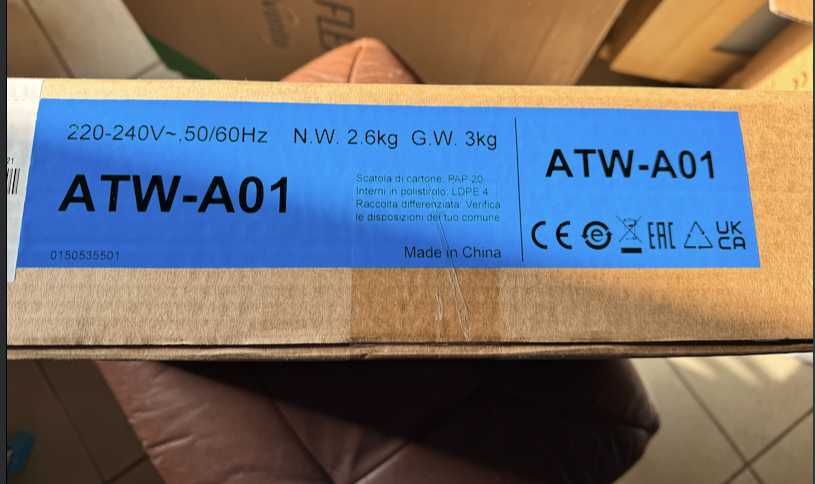 220-240V~.50/60Hz N.W. 2.6kg G.W. 3kg
ATW-A01
Scatola di cartone: PAP-20
Interni in polistirolo: LDPE 4
Raccolta differenziata: Verifica
le disposizioni del tuo comune
0150535501
Made in China
ATW-A01
CE e EAC UK
CA
21